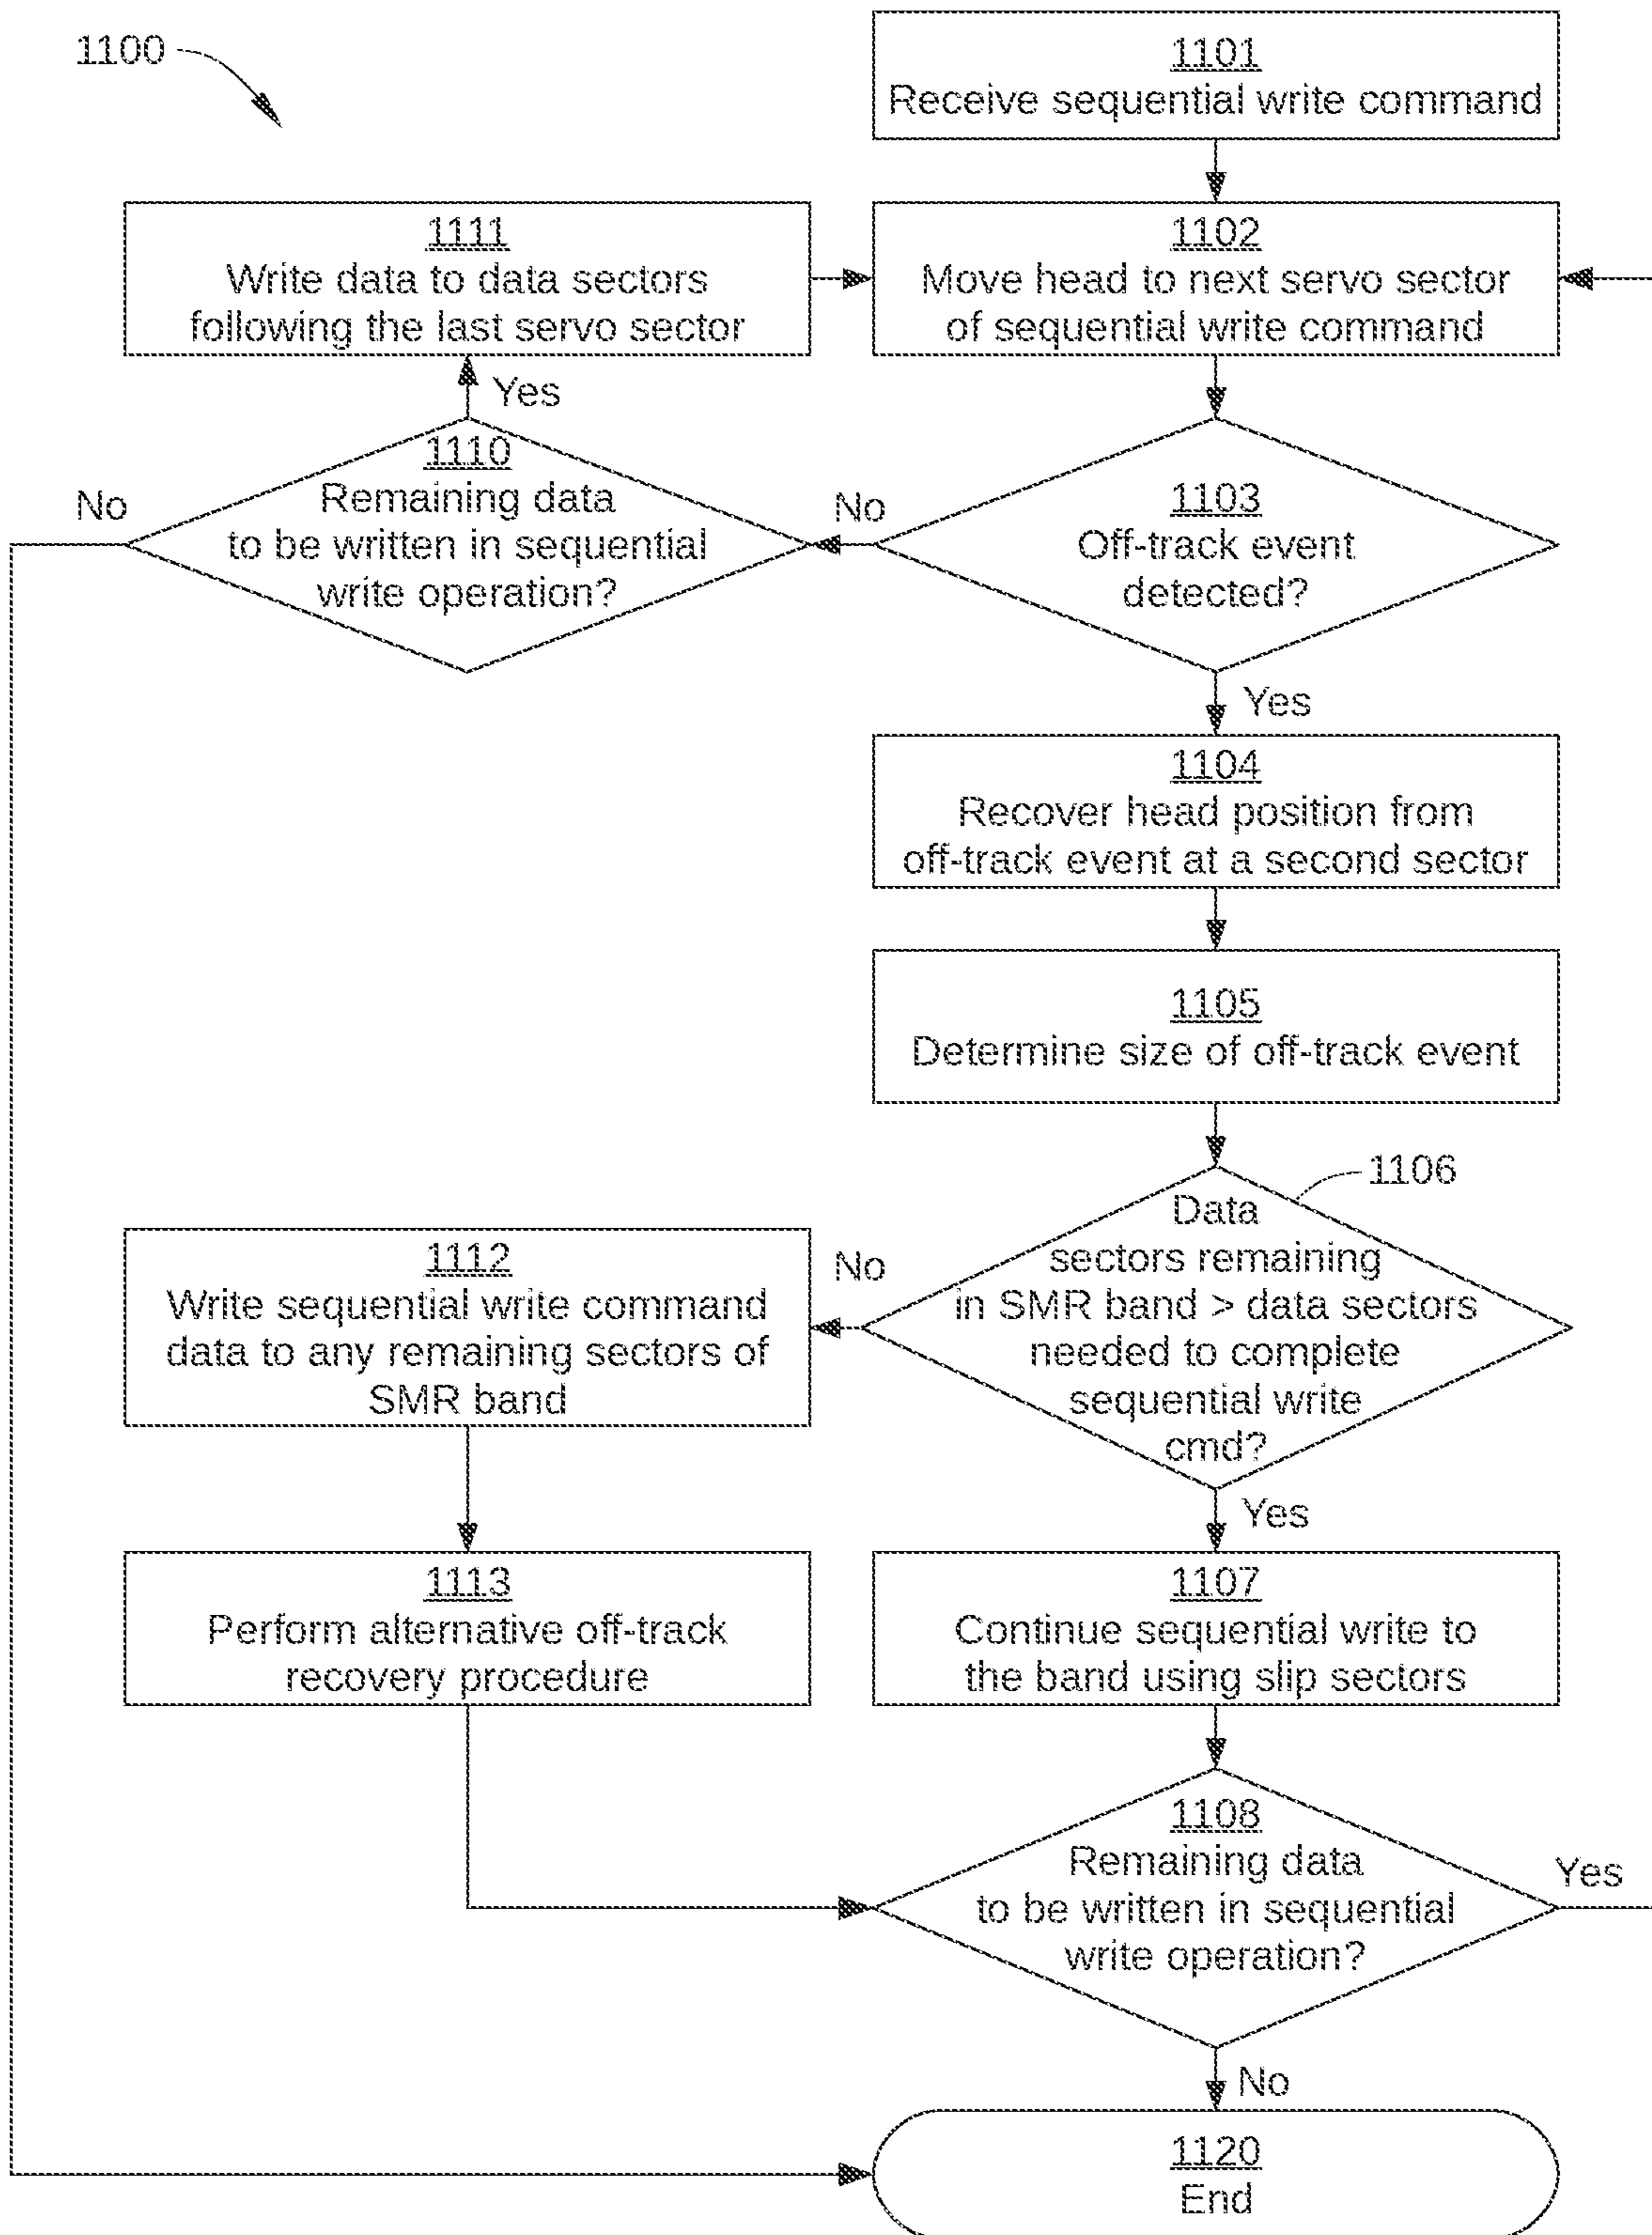 1100
1101
Receive sequential write command
1111
Write data to data sectors
following the last servo sector
1102
Move head to next servo sector
of sequential write command
Yes
1110
Remaining data
to be written in sequential
write operation?
No
No
1103
Off-track event
detected?
Yes
1104
Recover head position from
off-track event at a second sector
1105
Determine size of off-track event
1106
Data
sectors remaining
in SMR band > data sectors
needed to complete
sequential write
cmd?
No
1112
Write sequential write command
data to any remaining sectors of
SMR band
Yes
1113
Perform alternative off-track
recovery procedure
1107
Continue sequential write to
the band using slip sectors
1108
Remaining data
to be written in sequential
write operation?
Yes
No
1120
End